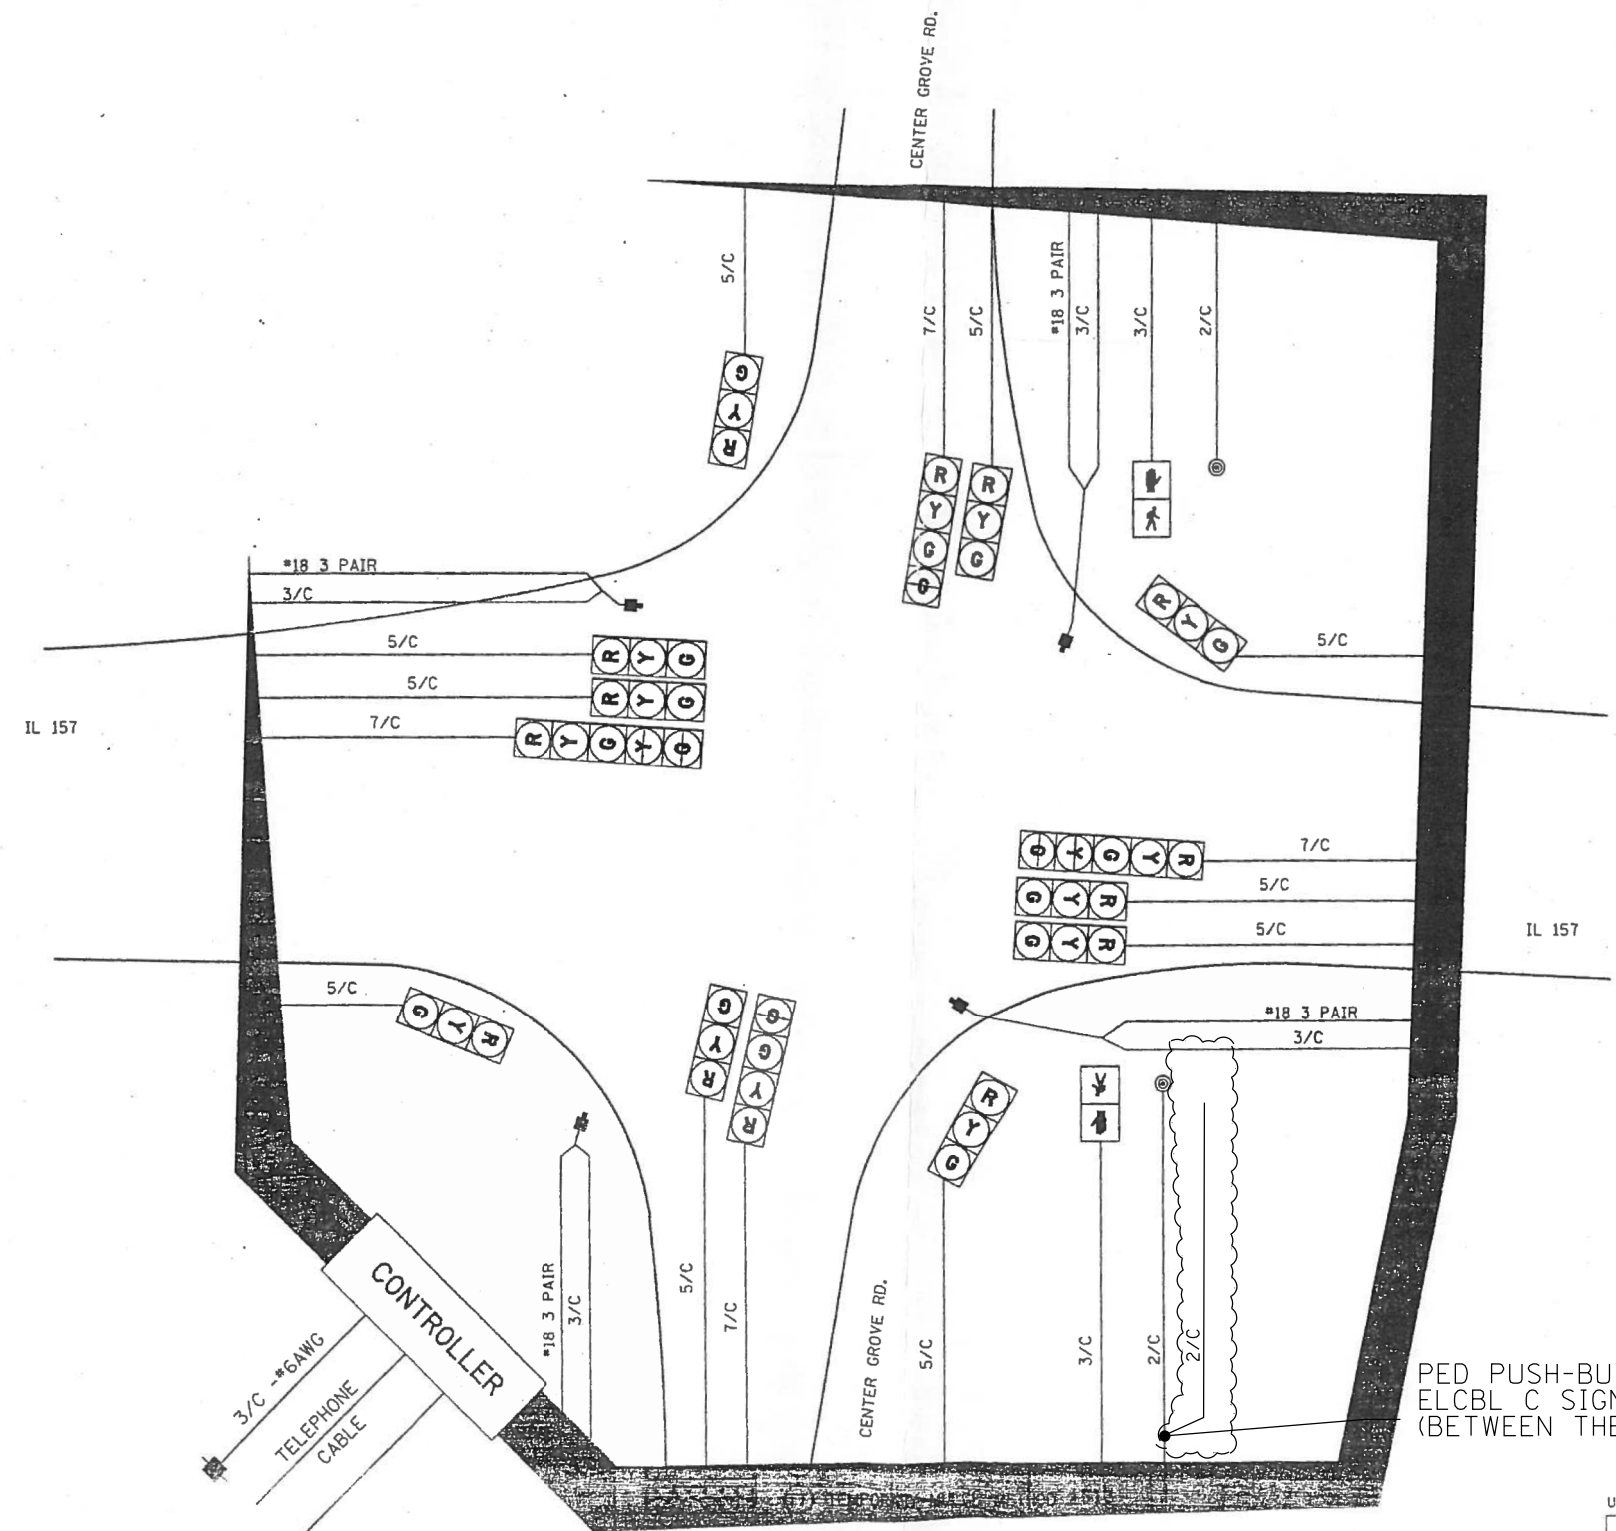 CENTER GROVE RD.
5/C
7/C
5/C
#18 3 PAIR
3/C
3/C
2/C
G
Y
R
R
Y
G
G
R
Y
G
#18 3 PAIR
3/C
R
Y
G
5/C
5/C
R Y G
5/C
R Y G
7/C
R Y G Y G
IL 157
G Y G Y R
7/C
G Y R
5/C
G Y R
5/C
IL 157
5/C
G Y R
G
Y
R
G
G
Y
R
#18 3 PAIR
3/C
R
Y
G
CONTROLLER
#18 3 PAIR
3/C
5/C
7/C
CENTER GROVE RD.
5/C
3/C
2/C
2/C
3/C -#6AWG
TELEPHONE
CABLE
PED PUSH-BU
ELCBL C SIGN
(BETWEEN THE